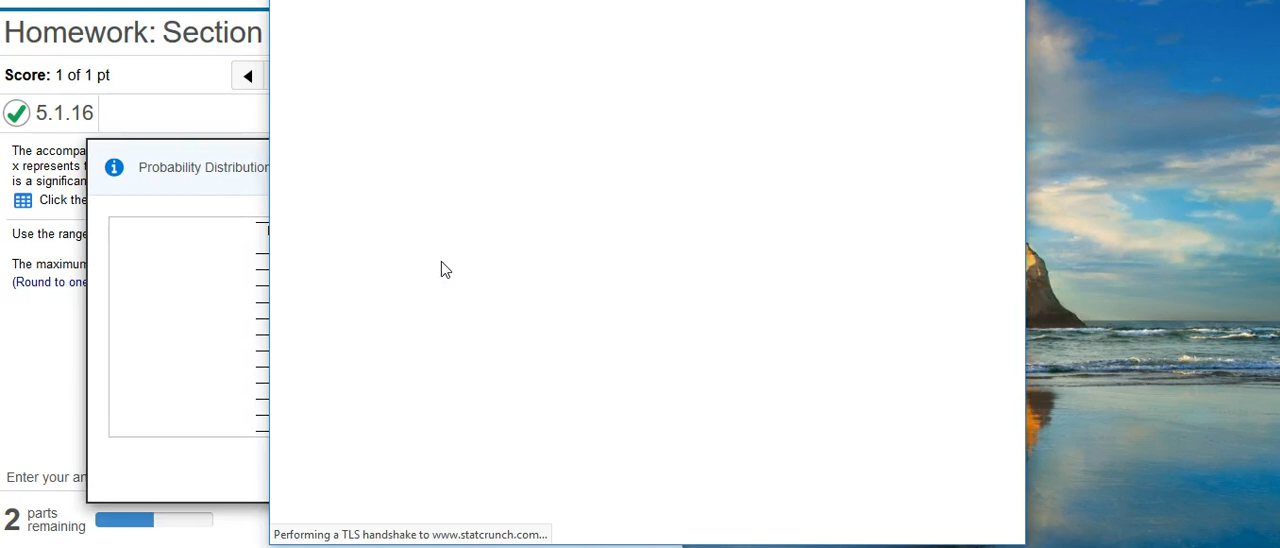 Homework: Section
Score: 1 of 1 pt
5.1.16
The accompa
x represents
is a significan
Click the
Probability Distribution
Use the range
The maximum
(Round to one
Enter your an
2 parts
remaining
Performing a TLS handshake to www.statcrunch.com...